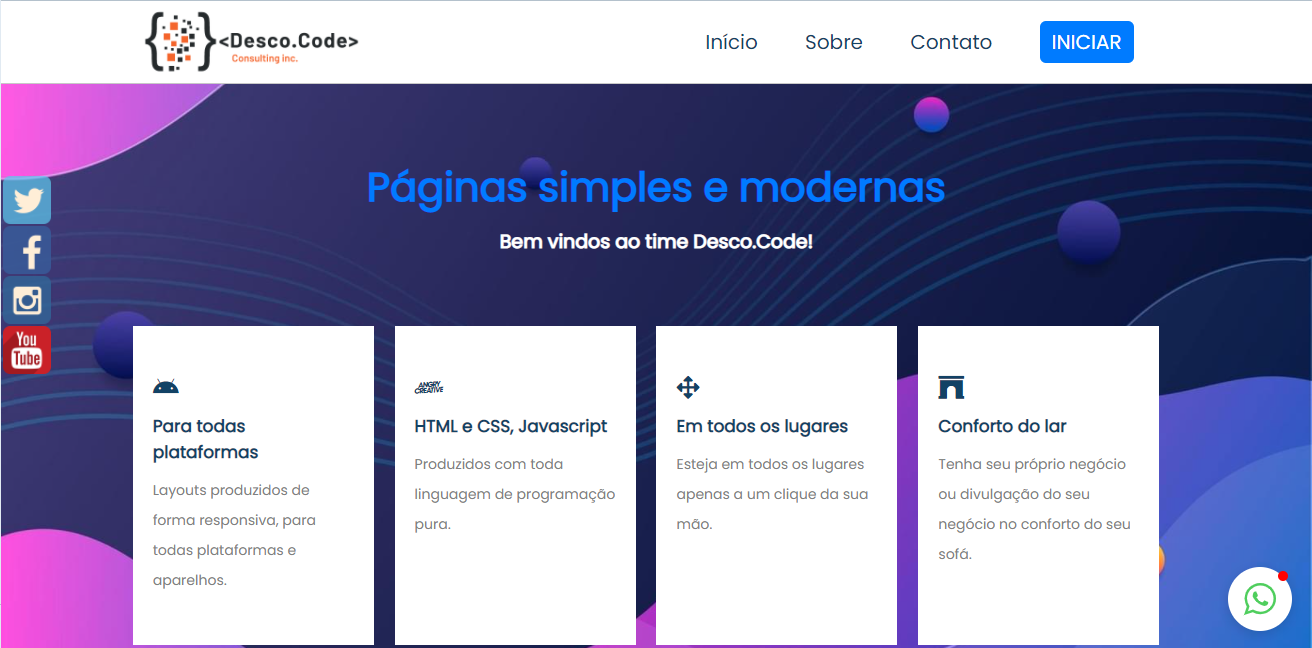 <Desco.Code>
Consulting inc.
Início
Sobre
Contato
INICIAR
Páginas simples e modernas
Bem vindos ao time Desco.Code!
You
Tube
Para todas
plataformas
Layouts produzidos de
forma responsiva, para
todas plataformas e
aparelhos.
ANGRY
CREATIVE
HTML e CSS, Javascript
Produzidos com toda
linguagem de programação
pura.
Em todos os lugares
Esteja em todos os lugares
apenas a um clique da sua
mão.
Conforto do lar
Tenha seu próprio negócio
ou divulgação do seu
negócio no conforto do seu
sofá.